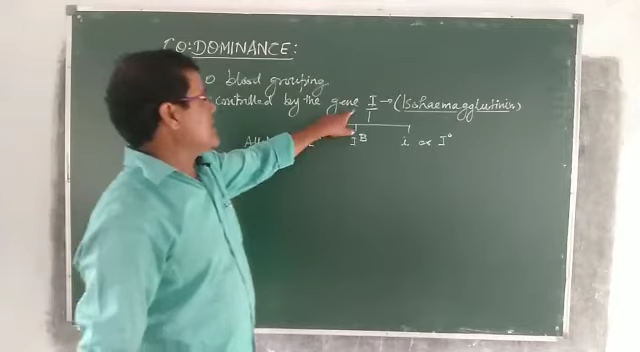 CO-DOMINANCE:
O blood grouping
controlled by the gene I → (Isohaemagglutinin)
I^B i or I°